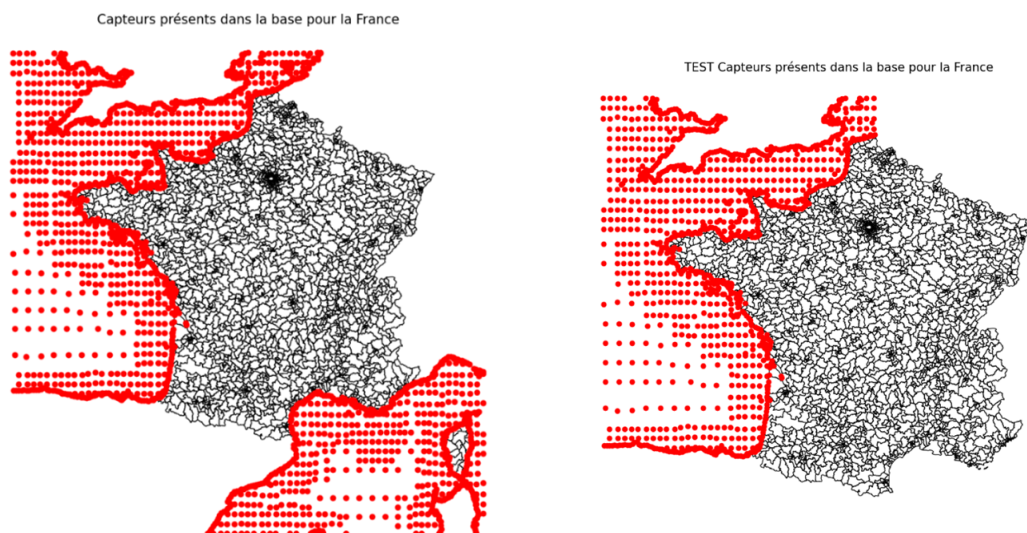 Capteurs présents dans la base pour la France
TEST Capteurs présents dans la base pour la France